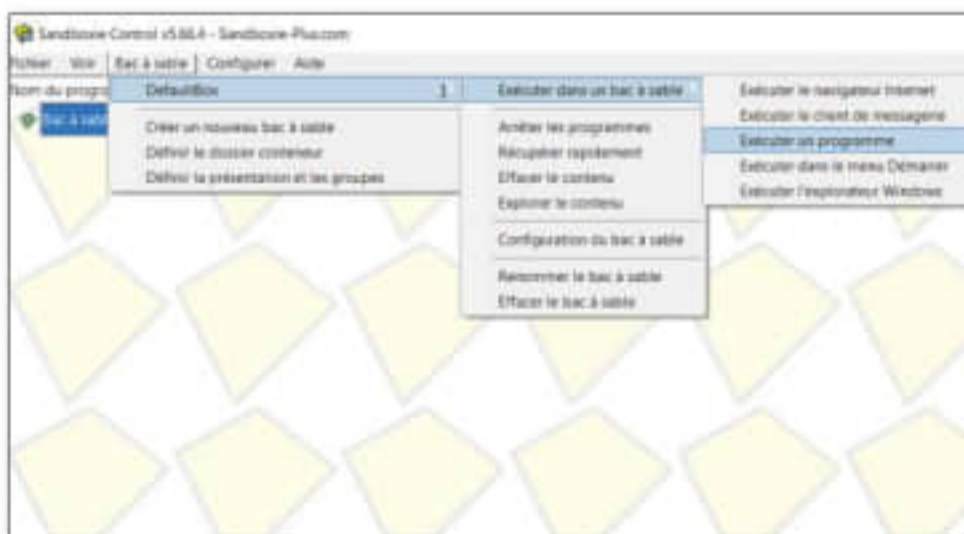 Sandboxie Control v5.66.4 - Sandboxie-Plus.com
Fichier Voir Bac à sable Configurer Aide
Nom du progra
Bac à sabl
DefaultBox 1
Créer un nouveau bac à sable
Définir le dossier conteneur
Définir la présentation et les groupes
Exécuter dans un bac à sable
Arrêter les programmes
Récupérer rapidement
Effacer le contenu
Explorer le contenu
Configuration du bac à sable
Renommer le bac à sable
Effacer le bac à sable
Exécuter le navigateur Internet
Exécuter le client de messagerie
Exécuter un programme
Exécuter dans le menu Démarrer
Exécuter l'explorateur Windows